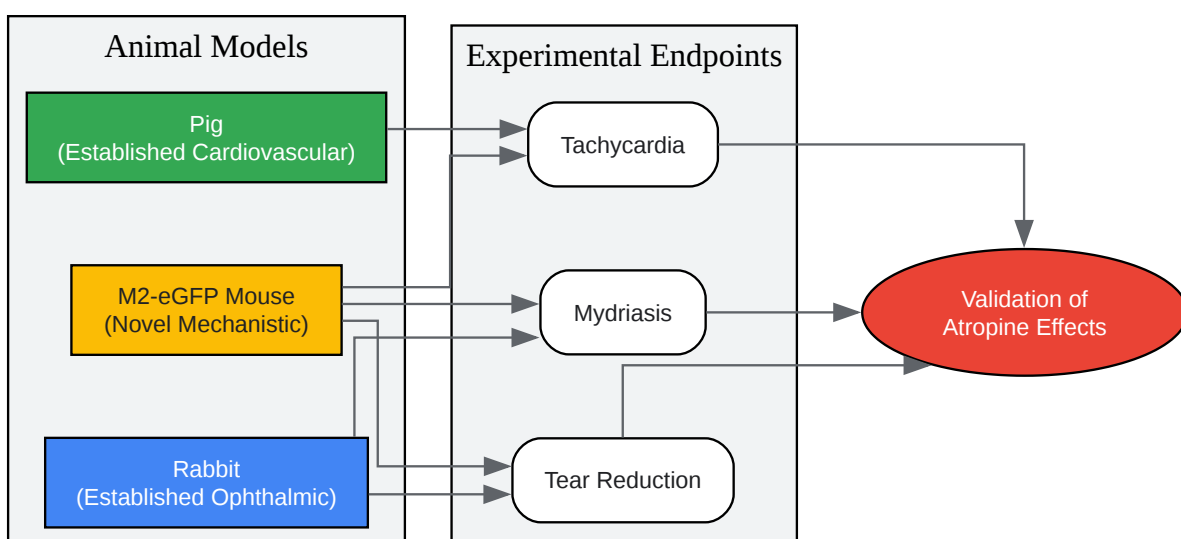 Animal Models
Experimental Endpoints
Pig
(Established Cardiovascular)
Tachycardia
M2-eGFP Mouse
(Novel Mechanistic)
Mydriasis
Validation of
Atropine Effects
Rabbit
(Established Ophthalmic)
Tear Reduction